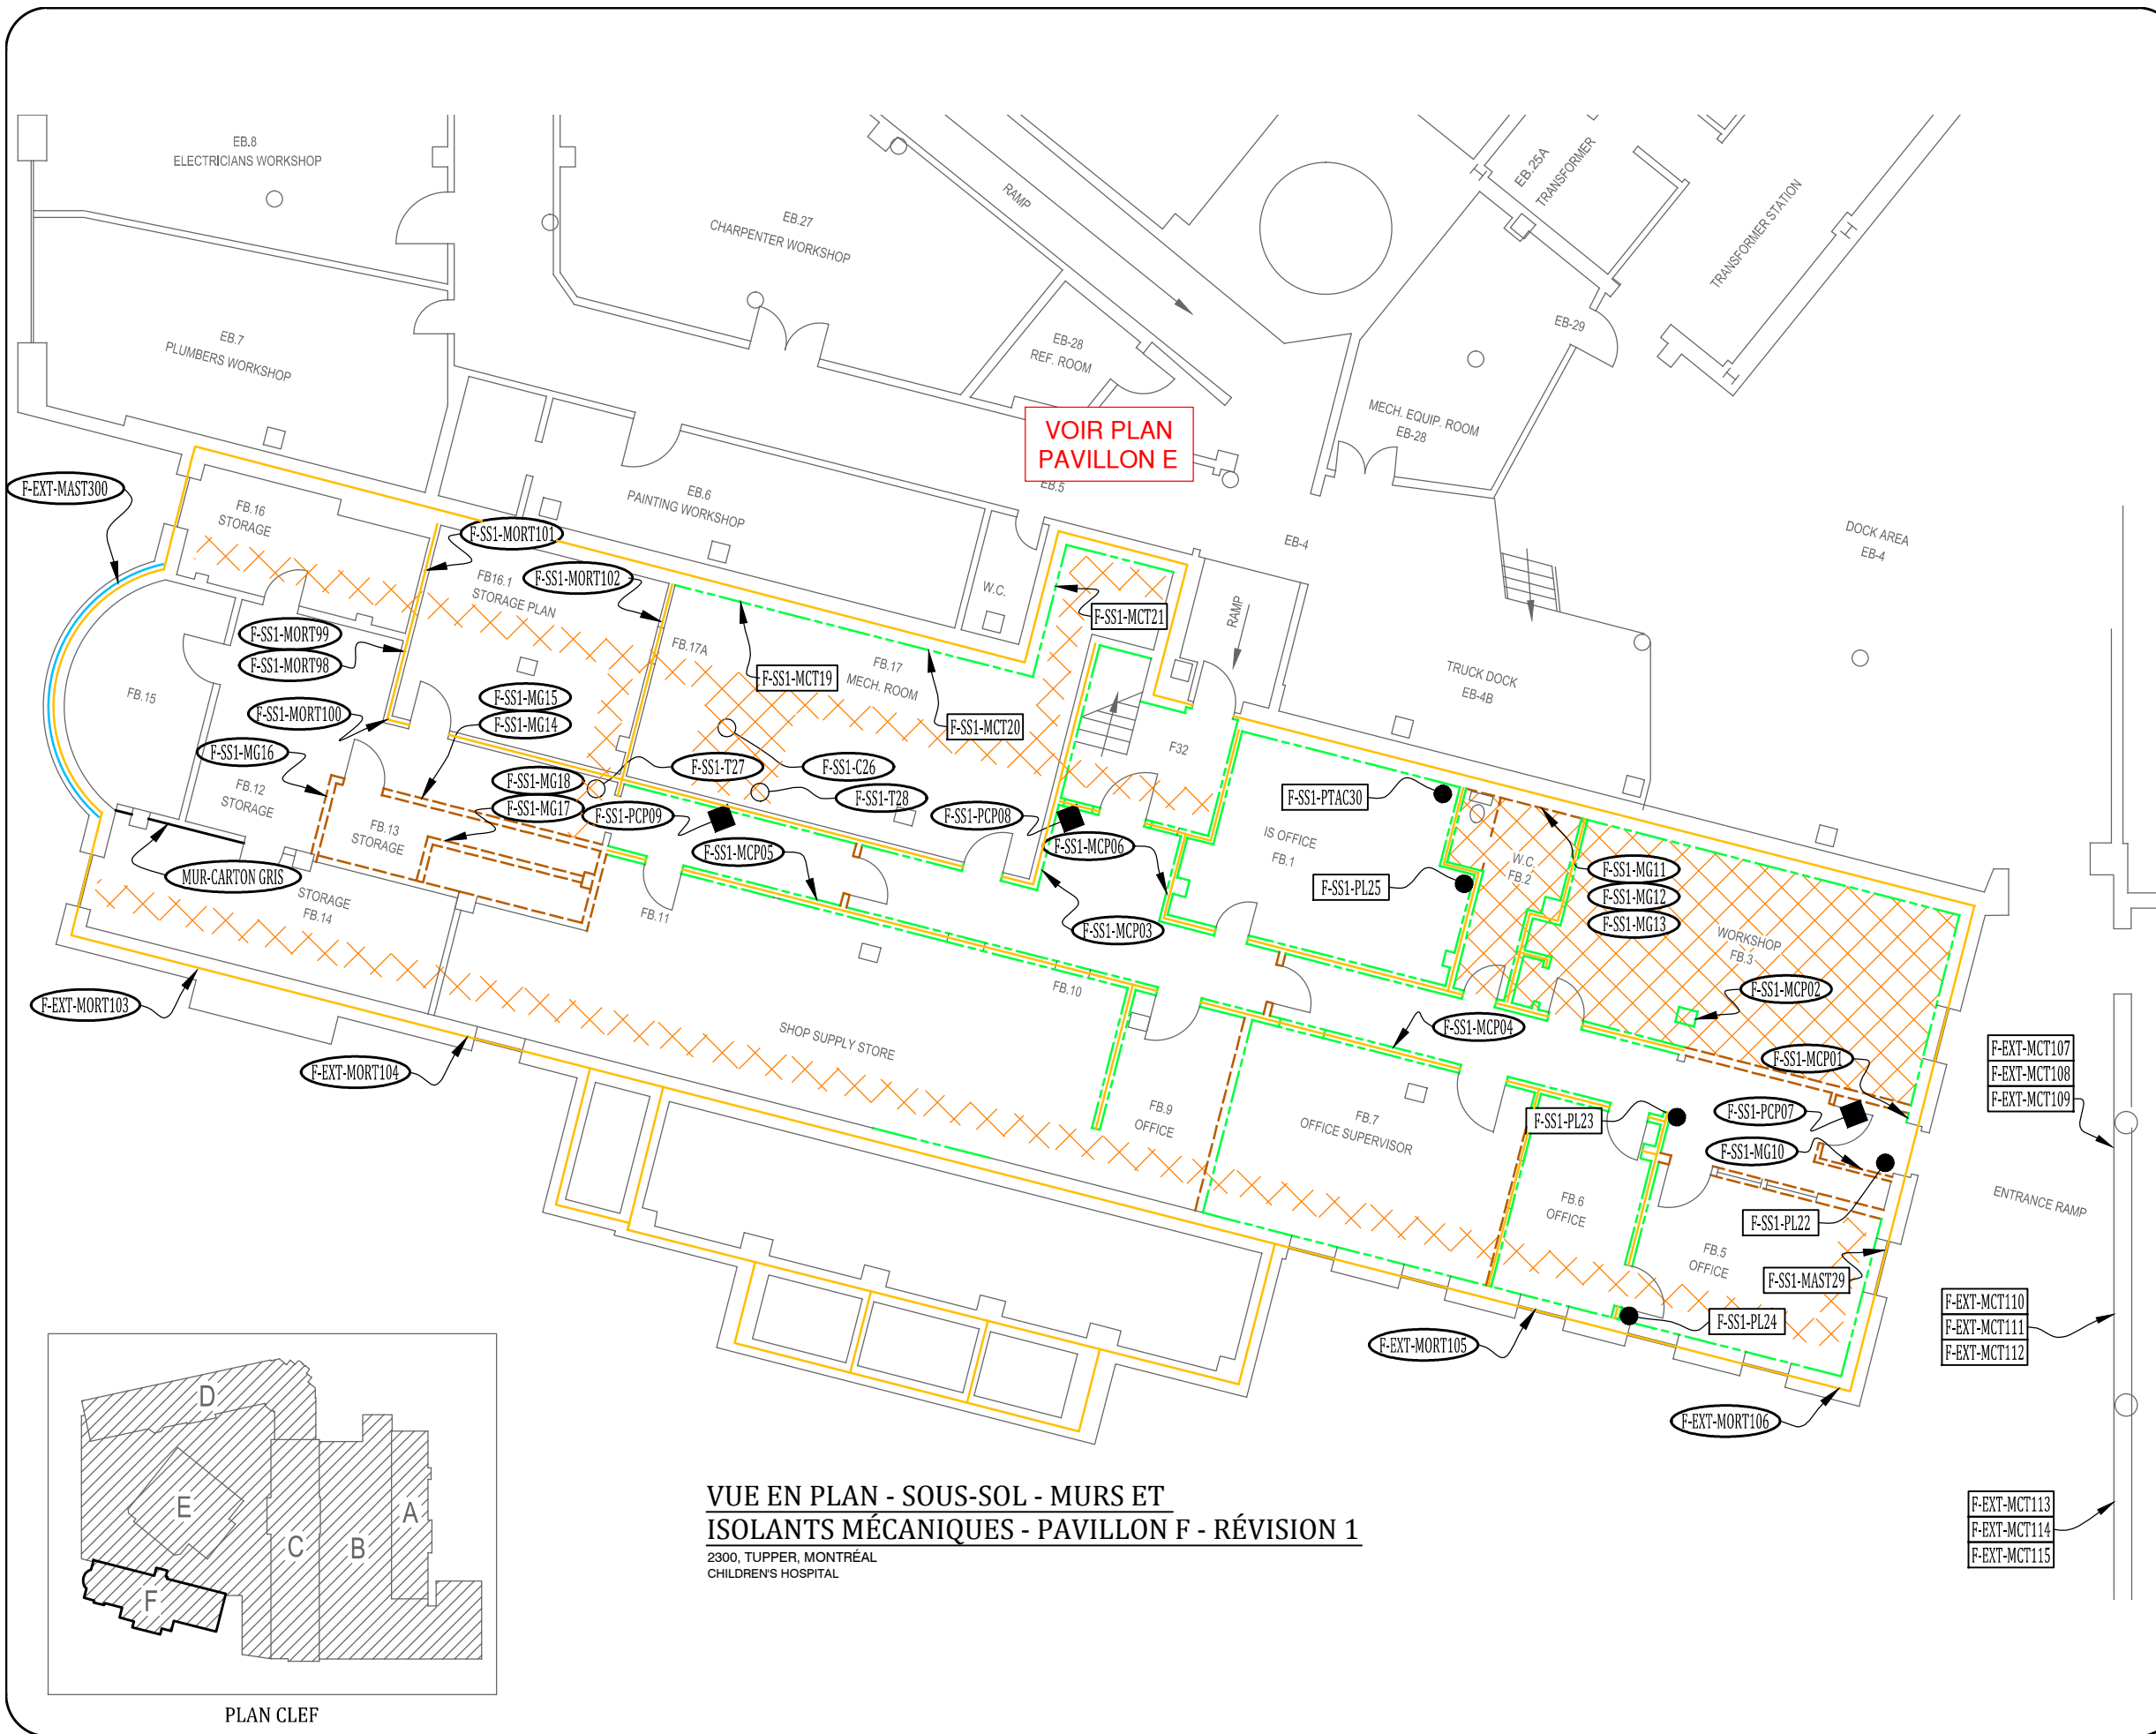 EB.8
ELECTRICIANS WORKSHOP
EB.27
CHARPENTER WORKSHOP
RAMP
EB.25A
TRANSFORMER
TRANSFORMER STATION
EB.7
PLUMBERS WORKSHOP
EB-28
REF. ROOM
EB-29
MECH. EQUIP. ROOM
EB-28
VOIR PLAN
PAVILLON E
EB.5
EB.6
PAINTING WORKSHOP
EB-4
DOCK AREA
EB-4
F-EXT-MAST300
FB.16
STORAGE
F-SS1-MORT101
FB16.1
STORAGE PLAN
F-SS1-MORT102
W.C.
RAMP
F-SS1-MCT21
F-SS1-MORT99
F-SS1-MORT98
FB.17A
FB.17
MECH. ROOM
F-SS1-MCT19
TRUCK DOCK
EB-4B
FB.15
F-SS1-MG15
F-SS1-MG14
F-SS1-MORT100
F-SS1-MCT20
F32
F-SS1-MG16
F-SS1-MG18
F-SS1-T27
F-SS1-C26
F-SS1-MG17
F-SS1-T28
FB.12
STORAGE
F-SS1-PCP09
F-SS1-PCP08
F-SS1-PTAC30
FB.13
STORAGE
F-SS1-MCP05
F-SS1-MCP06
IS OFFICE
FB.1
W.C.
FB.2
F-SS1-MG11
F-SS1-MG12
F-SS1-MG13
MUR-CARTON GRIS
F-SS1-PL25
STORAGE
FB.14
FB.11
F-SS1-MCP03
WORKSHOP
FB.3
F-SS1-MCP02
FB.10
F-EXT-MORT103
F-SS1-MCP04
SHOP SUPPLY STORE
F-EXT-MORT104
F-SS1-MCP01
F-EXT-MCT107
F-EXT-MCT108
F-EXT-MCT109
FB.9
OFFICE
FB.7
OFFICE SUPERVISOR
F-SS1-PL23
F-SS1-PCP07
F-SS1-MG10
FB.6
OFFICE
ENTRANCE RAMP
F-SS1-PL22
FB.5
OFFICE
F-SS1-MAST29
F-SS1-PL24
F-EXT-MCT110
F-EXT-MCT111
F-EXT-MCT112
F-EXT-MORT105
F-EXT-MORT106
F-EXT-MCT113
F-EXT-MCT114
F-EXT-MCT115
D
E
C
B
A
F
PLAN CLEF
VUE EN PLAN - SOUS-SOL - MURS ET
ISOLANTS MÉCANIQUES - PAVILLON F - RÉVISION 1
2300, TUPPER, MONTRÉAL
CHILDREN'S HOSPITAL